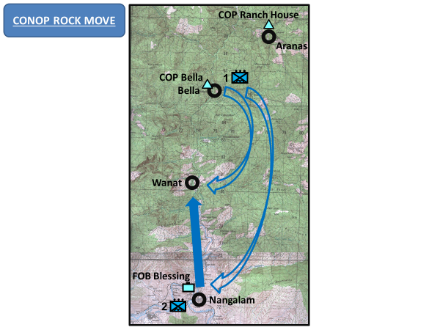 CONOP ROCK MOVE
COP Ranch House
Aranas
COP Bella
1
Bella
Wanat
FOB Blessing
2
Nangalam